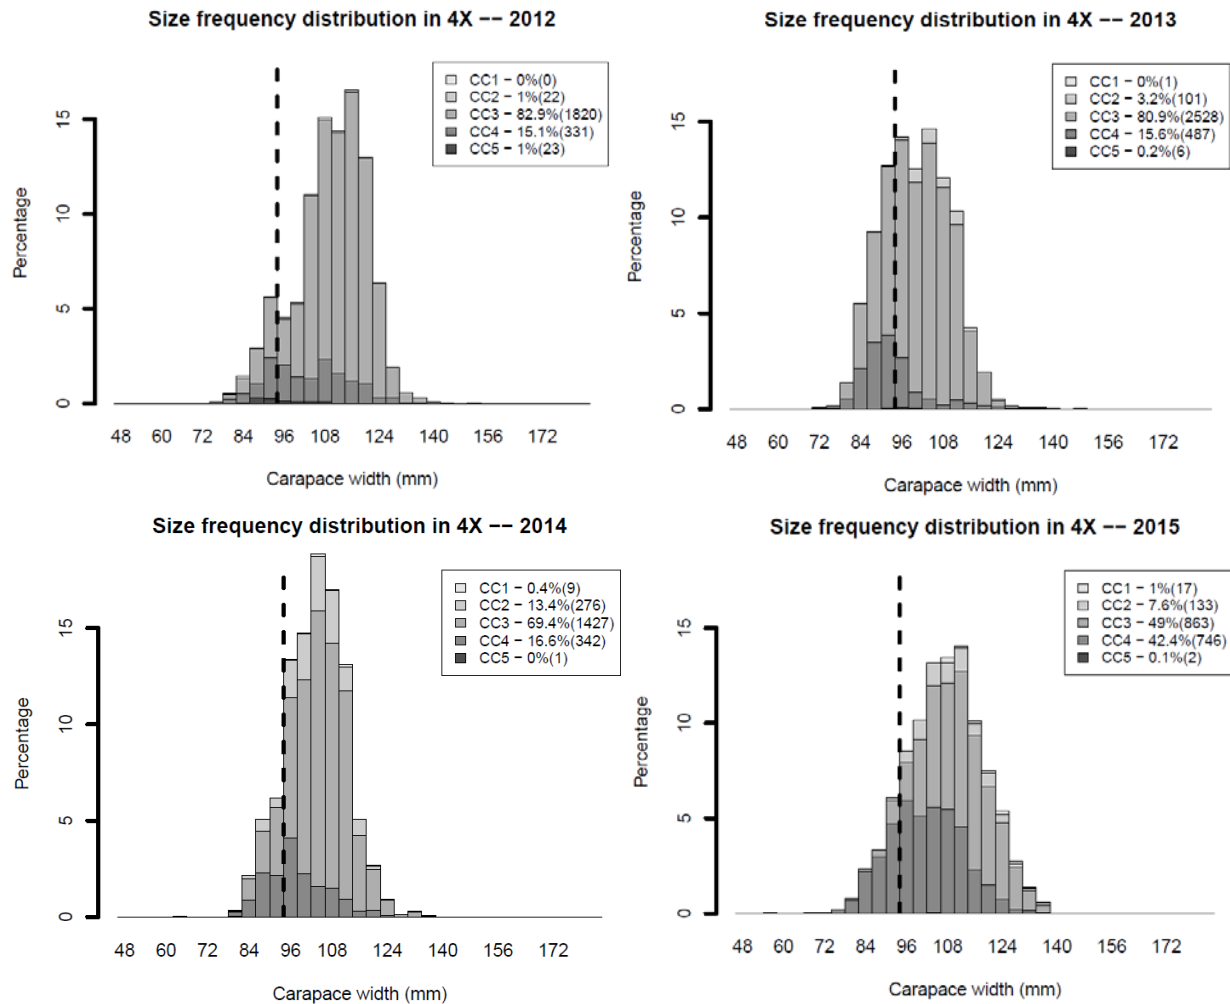 Size frequency distribution in 4X −− 2012
CC1 − 0%(0)
CC2 − 1%(22)
CC3 − 82.9%(1820)
CC4 − 15.1%(331)
CC5 − 1%(23)
Percentage
0 5 10 15
48 60 72 84 96 108 124 140 156 172
Carapace width (mm)
Size frequency distribution in 4X −− 2013
CC1 − 0%(1)
CC2 − 3.2%(101)
CC3 − 80.9%(2528)
CC4 − 15.6%(487)
CC5 − 0.2%(6)
Percentage
0 5 10 15
48 60 72 84 96 108 124 140 156 172
Carapace width (mm)
Size frequency distribution in 4X −− 2014
CC1 − 0.4%(9)
CC2 − 13.4%(276)
CC3 − 69.4%(1427)
CC4 − 16.6%(342)
CC5 − 0%(1)
Percentage
0 5 10 15
48 60 72 84 96 108 124 140 156 172
Carapace width (mm)
Size frequency distribution in 4X −− 2015
CC1 − 1%(17)
CC2 − 7.6%(133)
CC3 − 49%(863)
CC4 − 42.4%(746)
CC5 − 0.1%(2)
Percentage
0 5 10 15
48 60 72 84 96 108 124 140 156 172
Carapace width (mm)